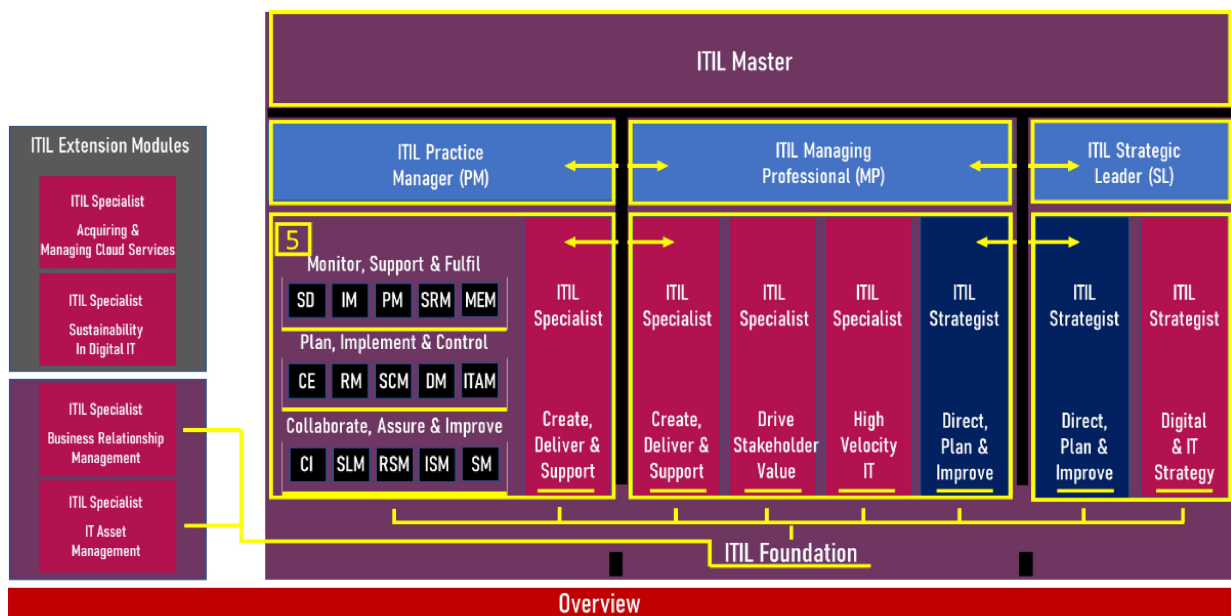 ITIL Master
ITIL Extension Modules
ITIL Specialist
Acquiring &
Managing Cloud Services
ITIL Specialist
Sustainability
In Digital IT
ITIL Specialist
Business Relationship
Management
ITIL Specialist
IT Asset
Management
ITIL Practice
Manager (PM)
ITIL Managing
Professional (MP)
ITIL Strategic
Leader (SL)
5
Monitor, Support & Fulfil
SD IM PM SRM MEM
Plan, Implement & Control
CE RM SCM DM ITAM
Collaborate, Assure & Improve
CI SLM RSM ISM SM
ITIL
Specialist
Create,
Deliver &
Support
ITIL
Specialist
Create,
Deliver &
Support
ITIL
Specialist
Drive
Stakeholder
Value
ITIL
Specialist
High
Velocity
IT
ITIL
Strategist
Direct,
Plan &
Improve
ITIL
Strategist
Direct,
Plan &
Improve
ITIL
Strategist
Digital
& IT
Strategy
ITIL Foundation
Overview